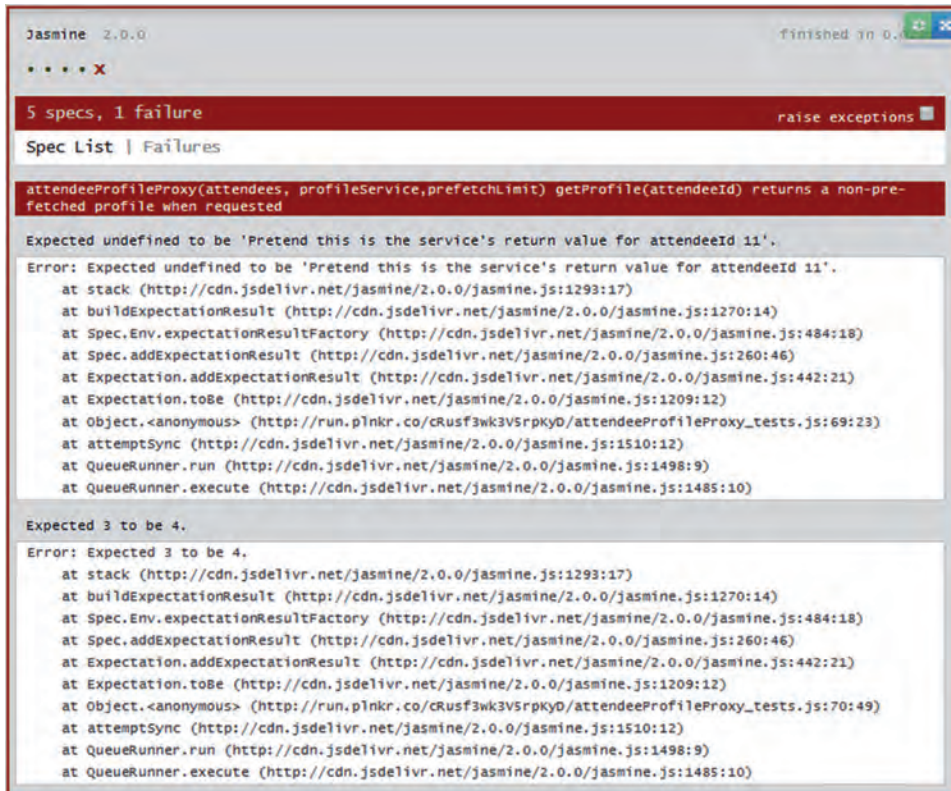 Jasmine 2.0.0
finished in 0.
• • • • x
5 specs, 1 failure
raise exceptions
Spec List | Failures
attendeeProfileProxy(attendees, profileService,prefetchLimit) getProfile(attendeeId) returns a non-pre-
fetched profile when requested
Expected undefined to be 'Pretend this is the service's return value for attendeeId 11'.
Error: Expected undefined to be 'Pretend this is the service's return value for attendeeId 11'.
at stack (http://cdn.jsdelivr.net/jasmine/2.0.0/jasmine.js:1293:17)
at buildExpectationResult (http://cdn.jsdelivr.net/jasmine/2.0.0/jasmine.js:1270:14)
at Spec.Env.expectationResultFactory (http://cdn.jsdelivr.net/jasmine/2.0.0/jasmine.js:484:18)
at Spec.addExpectationResult (http://cdn.jsdelivr.net/jasmine/2.0.0/jasmine.js:260:46)
at Expectation.addExpectationResult (http://cdn.jsdelivr.net/jasmine/2.0.0/jasmine.js:442:21)
at Expectation.toBe (http://cdn.jsdelivr.net/jasmine/2.0.0/jasmine.js:1209:12)
at Object.<anonymous> (http://run.plnkr.co/cRusf3wk3VSrpKyD/attendeeProfileProxy_tests.js:69:23)
at attemptSync (http://cdn.jsdelivr.net/jasmine/2.0.0/jasmine.js:1510:12)
at QueueRunner.run (http://cdn.jsdelivr.net/jasmine/2.0.0/jasmine.js:1498:9)
at QueueRunner.execute (http://cdn.jsdelivr.net/jasmine/2.0.0/jasmine.js:1485:10)
Expected 3 to be 4.
Error: Expected 3 to be 4.
at stack (http://cdn.jsdelivr.net/jasmine/2.0.0/jasmine.js:1293:17)
at buildExpectationResult (http://cdn.jsdelivr.net/jasmine/2.0.0/jasmine.js:1270:14)
at Spec.Env.expectationResultFactory (http://cdn.jsdelivr.net/jasmine/2.0.0/jasmine.js:484:18)
at Spec.addExpectationResult (http://cdn.jsdelivr.net/jasmine/2.0.0/jasmine.js:260:46)
at Expectation.addExpectationResult (http://cdn.jsdelivr.net/jasmine/2.0.0/jasmine.js:442:21)
at Expectation.toBe (http://cdn.jsdelivr.net/jasmine/2.0.0/jasmine.js:1209:12)
at Object.<anonymous> (http://run.plnkr.co/cRusf3wk3VSrpKyD/attendeeProfileProxy_tests.js:70:49)
at attemptSync (http://cdn.jsdelivr.net/jasmine/2.0.0/jasmine.js:1510:12)
at QueueRunner.run (http://cdn.jsdelivr.net/jasmine/2.0.0/jasmine.js:1498:9)
at QueueRunner.execute (http://cdn.jsdelivr.net/jasmine/2.0.0/jasmine.js:1485:10)